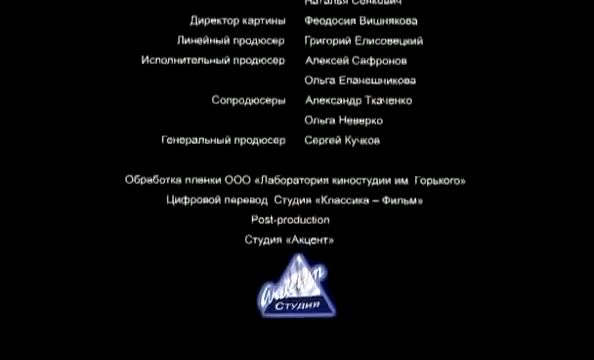 Наталья Сенкевич
Директор картины Феодосия Вишнякова
Линейный продюсер Григорий Елисовецкий
Исполнительный продюсер Алексей Сафронов
Ольга Епанешникова
Сопродюсеры Александр Ткаченко
Ольга Неверко
Генеральный продюсер Сергей Кучков
Обработка пленки ООО «Лаборатория киностудии им. Горького»
Цифровой перевод Студия «Классика – Фильм»
Post-production
Студия «Акцент»
Студия